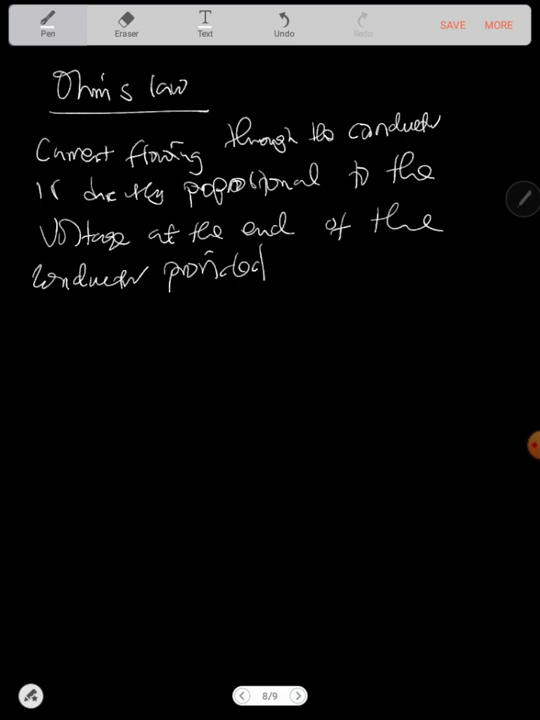 Pen Eraser Text Undo Redo SAVE MORE
Ohm's law
Current flowing through the conductor
is directly propotional to the
Voltage at the end of the
conductor provided
8/9